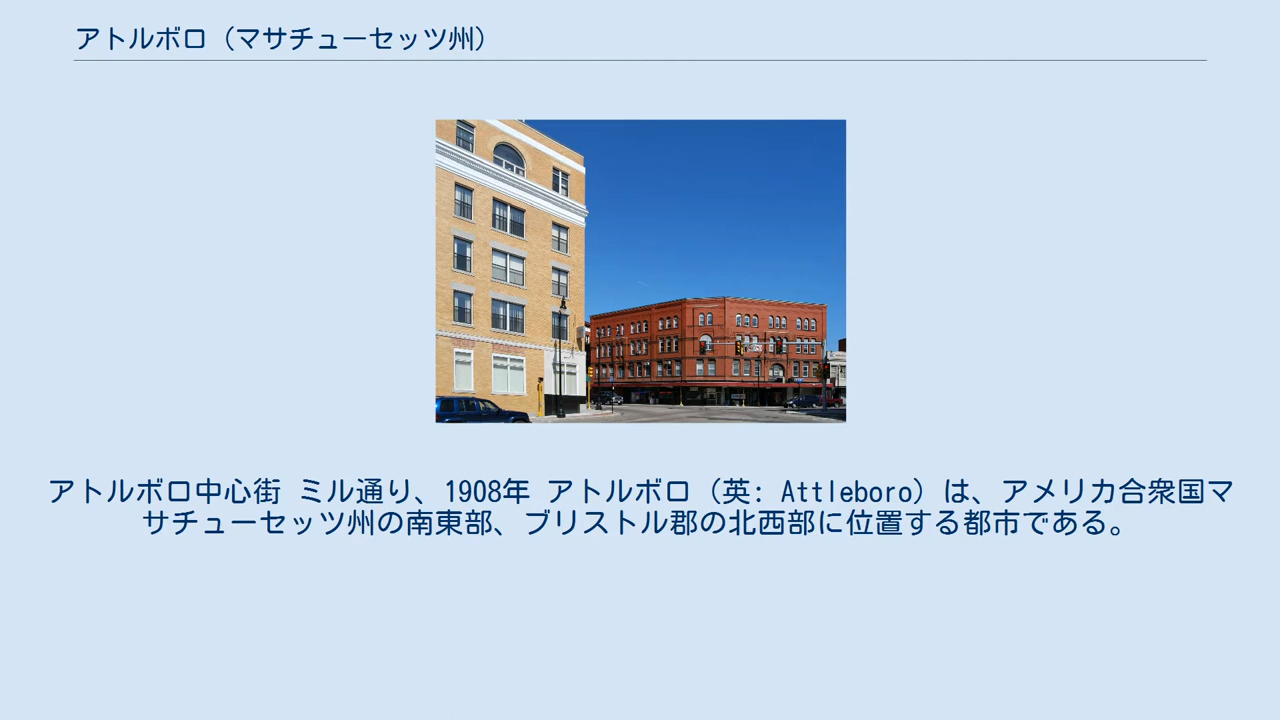 アトルボロ（マサチューセッツ州）
アトルボロ中心街 ミル通り、1908年 アトルボロ（英: Attleboro）は、アメリカ合衆国マ
サチューセッツ州の南東部、ブリストル郡の北西部に位置する都市である。